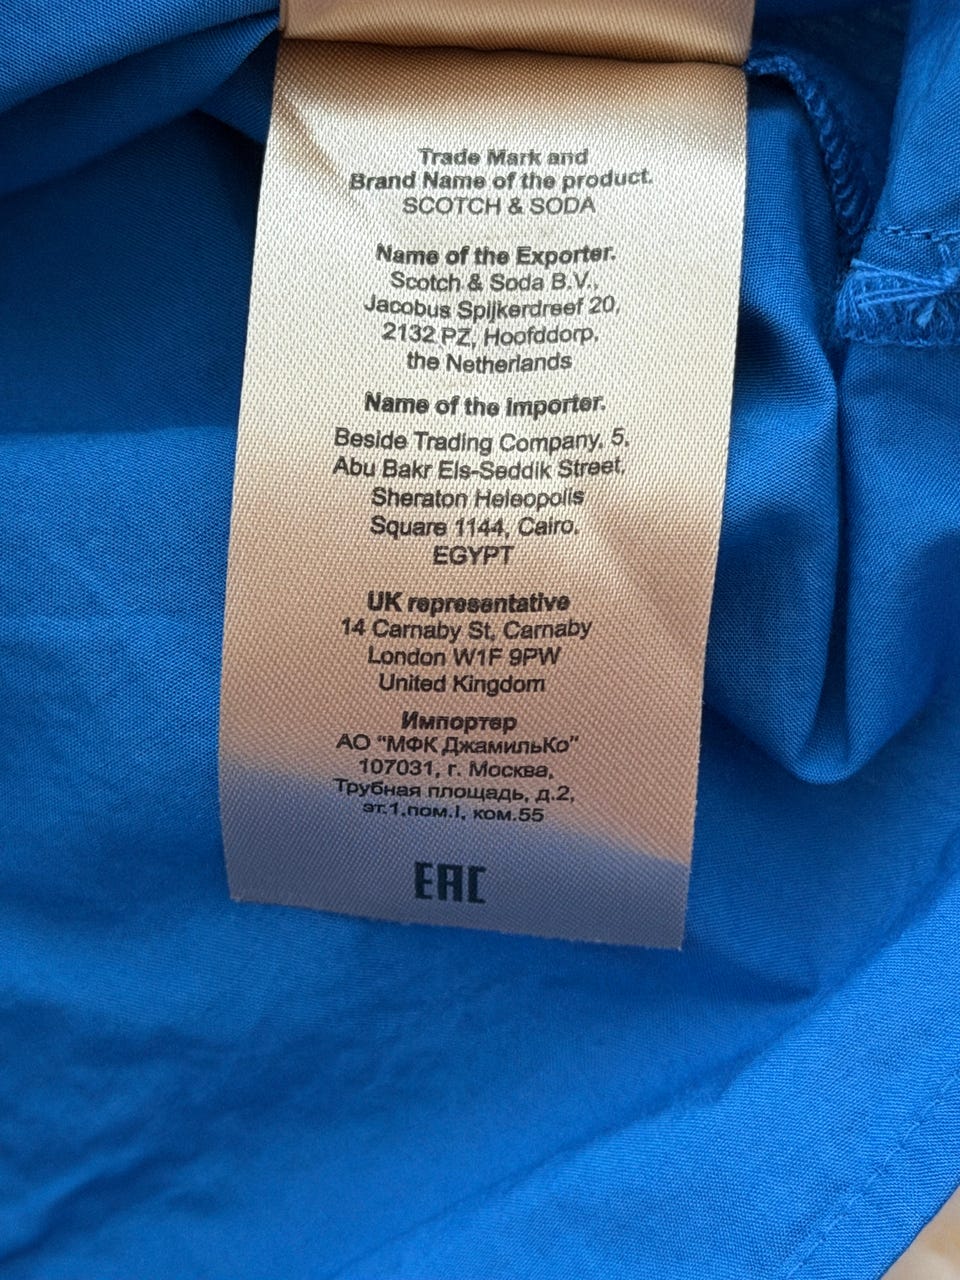 Trade Mark and
Brand Name of the product.
SCOTCH & SODA
Name of the Exporter.
Scotch & Soda B.V.,
Jacobus Spijkerdreef 20,
2132 PZ, Hoofddorp,
the Netherlands
Name of the Importer.
Beside Trading Company, 5,
Abu Bakr Els-Seddik Street,
Sheraton Heleopolis
Square 1144, Cairo,
EGYPT
UK representative
14 Carnaby St, Carnaby
London W1F 9PW
United Kingdom
Импортер
АО "МФК ДжамильКо"
107031, г. Москва,
Трубная площадь, д.2,
эт.1,пом.I, ком.55
EAC